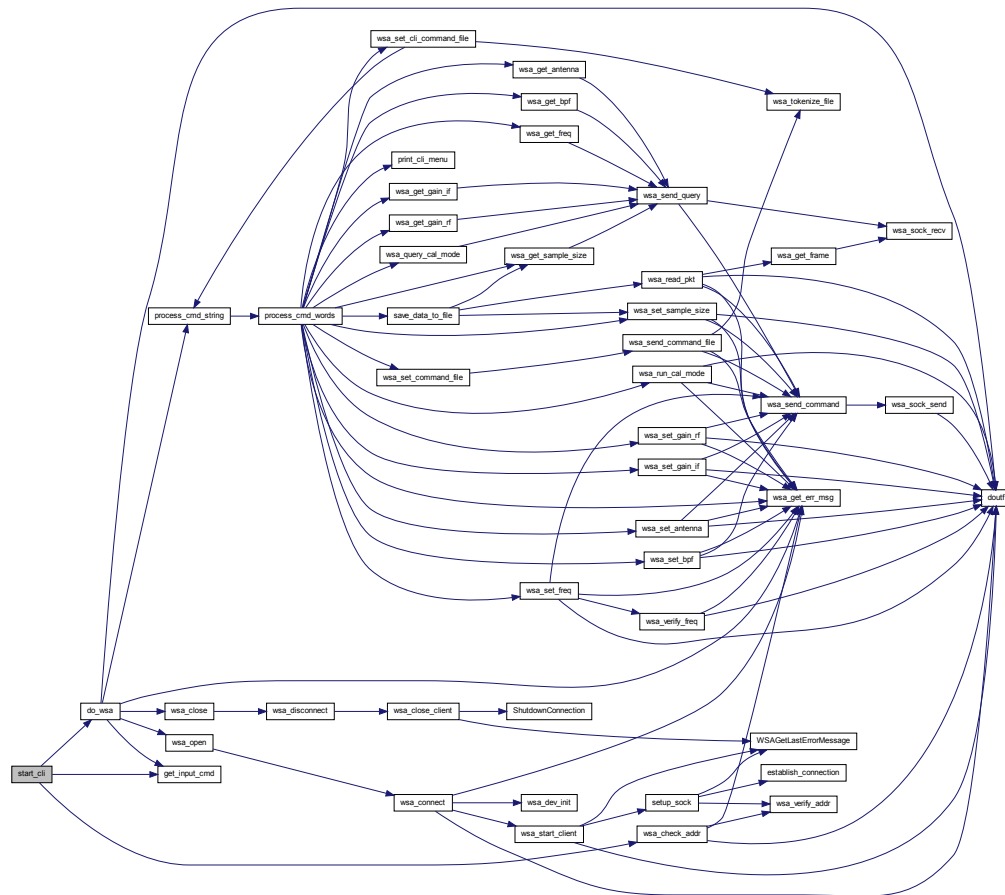 wsa_set_cli_command_file
wsa_get_antenna
wsa_get_bpf
wsa_tokenize_file
wsa_get_freq
print_cli_menu
wsa_get_gain_if
wsa_send_query
wsa_get_gain_rf
wsa_sock_recv
wsa_query_cal_mode
wsa_get_sample_size
wsa_get_frame
wsa_read_pkt
process_cmd_string
process_cmd_words
save_data_to_file
wsa_set_sample_size
wsa_send_command_file
wsa_set_command_file
wsa_run_cal_mode
wsa_send_command
wsa_sock_send
wsa_set_gain_rf
wsa_set_gain_if
wsa_get_err_msg
doutf
wsa_set_antenna
wsa_set_bpf
wsa_set_freq
wsa_verify_freq
do_wsa
wsa_close
wsa_disconnect
wsa_close_client
ShutdownConnection
wsa_open
WSAGetLastErrorMessage
start_cli
get_input_cmd
establish_connection
wsa_connect
wsa_dev_init
setup_sock
wsa_verify_addr
wsa_start_client
wsa_check_addr